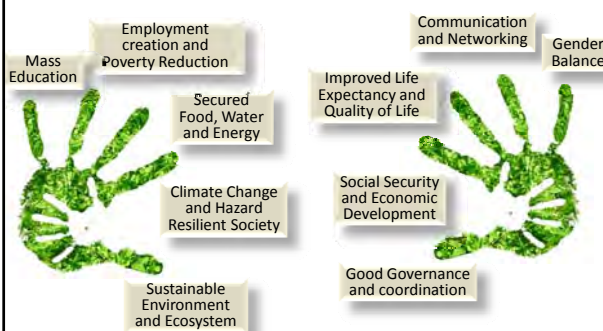 Mass
Education
Employment
creation and
Poverty Reduction
Secured
Food, Water
and Energy
Climate Change
and Hazard
Resilient Society
Sustainable
Environment
and Ecosystem
Communication
and Networking
Gender
Balance
Improved Life
Expectancy and
Quality of Life
Social Security
and Economic
Development
Good Governance
and coordination